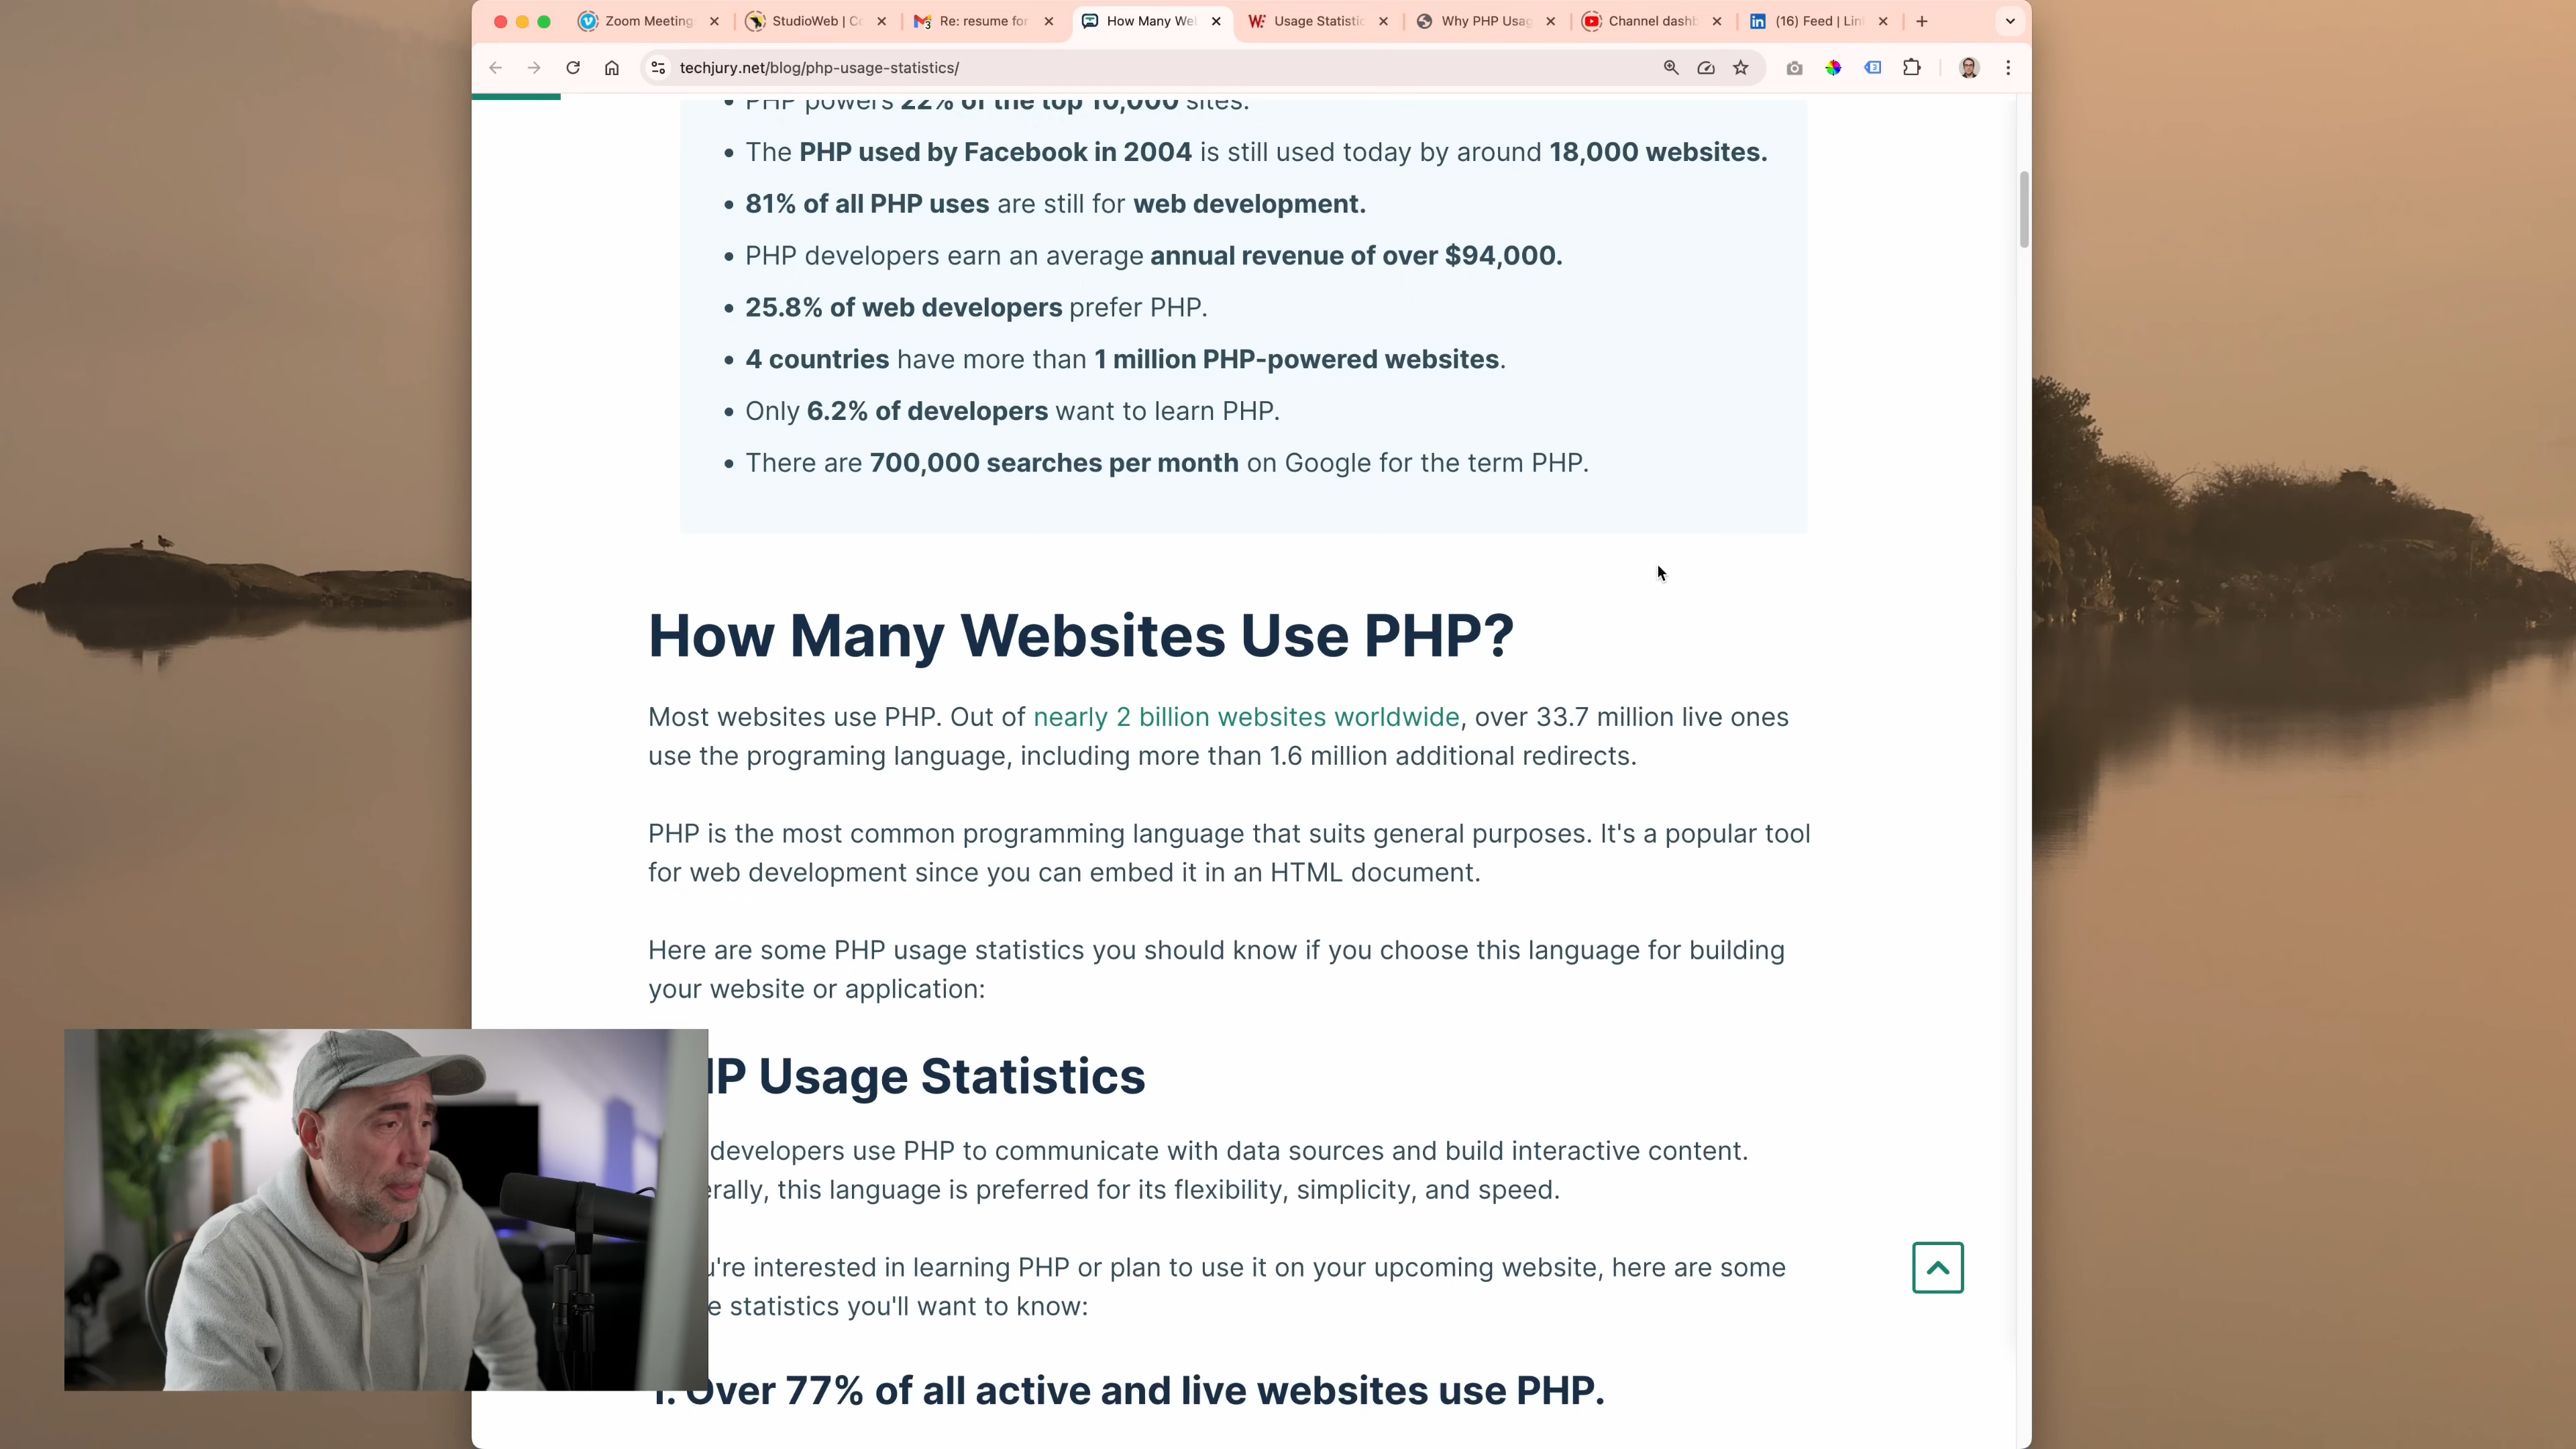 Zoom Meeting
StudioWeb | Co
Re: resume for
How Many Wel
Usage Statistic
Why PHP Usag
Channel dashb
(16) Feed | Lin
techjury.net/blog/php-usage-statistics/
• PHP powers 22% of the top 10,000 sites.
• The PHP used by Facebook in 2004 is still used today by around 18,000 websites.
• 81% of all PHP uses are still for web development.
• PHP developers earn an average annual revenue of over $94,000.
• 25.8% of web developers prefer PHP.
• 4 countries have more than 1 million PHP-powered websites.
• Only 6.2% of developers want to learn PHP.
• There are 700,000 searches per month on Google for the term PHP.
How Many Websites Use PHP?
Most websites use PHP. Out of nearly 2 billion websites worldwide, over 33.7 million live ones
use the programing language, including more than 1.6 million additional redirects.
PHP is the most common programming language that suits general purposes. It's a popular tool
for web development since you can embed it in an HTML document.
Here are some PHP usage statistics you should know if you choose this language for building
your website or application:
HP Usage Statistics
developers use PHP to communicate with data sources and build interactive content.
erally, this language is preferred for its flexibility, simplicity, and speed.
u're interested in learning PHP or plan to use it on your upcoming website, here are some
e statistics you'll want to know:
1. Over 77% of all active and live websites use PHP.